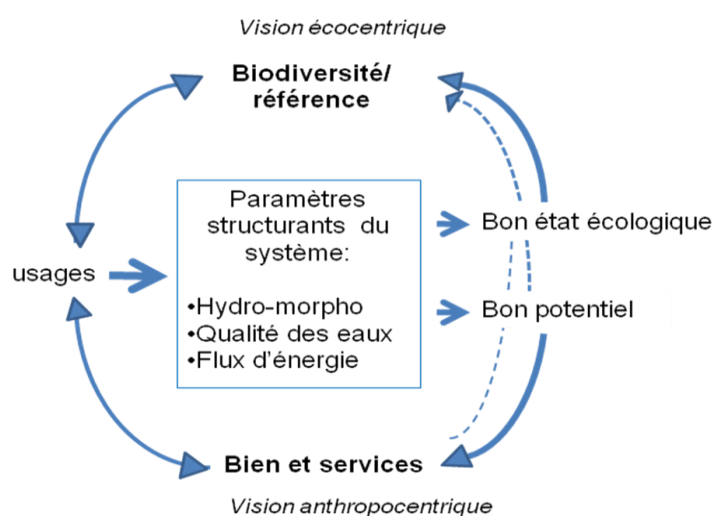 Vision écocentrique
Biodiversité/
référence
Paramètres
structurants du
système:
Bon état écologique
usages
•Hydro-morpho
•Qualité des eaux
•Flux d'énergie
Bon potentiel
Bien et services
Vision anthropocentrique